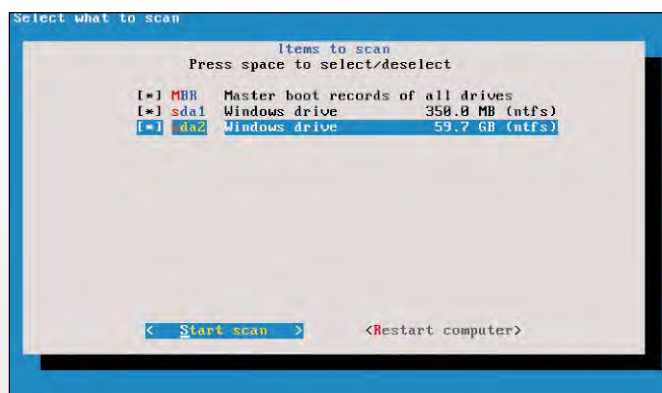 Select what to scan
Items to scan
Press space to select/deselect
[*] MBR Master boot records of all drives
[*] sda1 Windows drive 350.0 MB (ntfs)
[*] sda2 Windows drive 59.7 GB (ntfs)
< Start scan > <Restart computer>